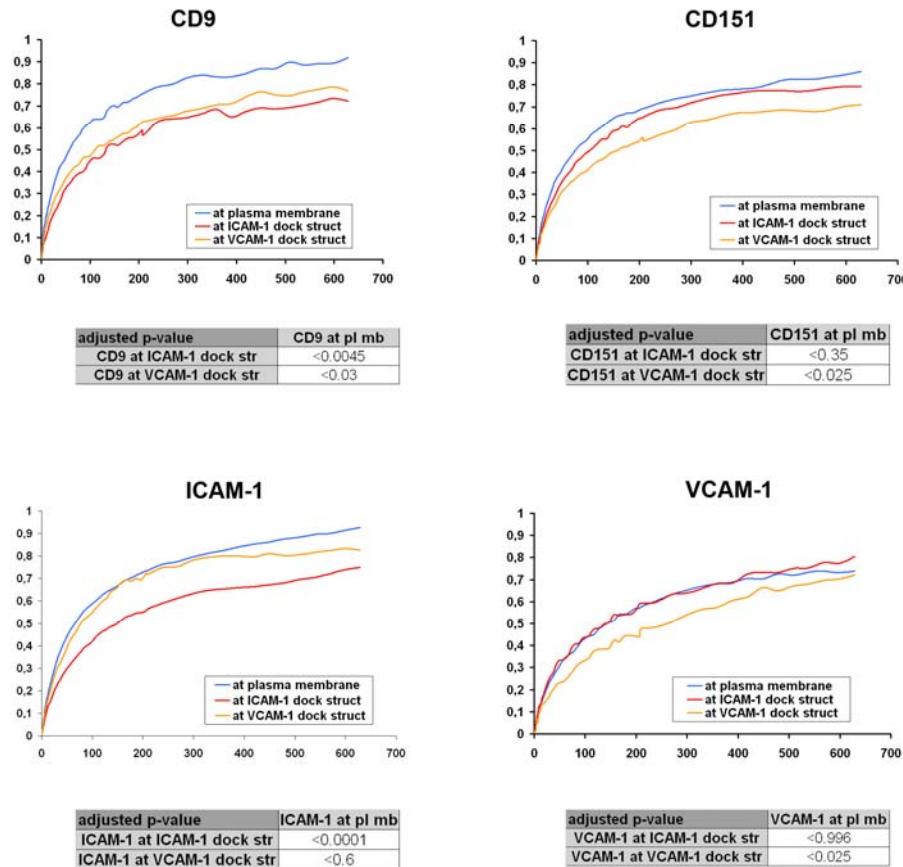 CD9
1
0,9
0,8
0,7
0,6
0,5
0,4
0,3
0,2
0,1
0
0 100 200 300 400 500 600 700
at plasma membrane
at ICAM-1 dock struct
at VCAM-1 dock struct
adjusted p-value CD9 at pl mb
CD9 at ICAM-1 dock str <0.0045
CD9 at VCAM-1 dock str <0.03
CD151
1
0,9
0,8
0,7
0,6
0,5
0,4
0,3
0,2
0,1
0
0 100 200 300 400 500 600 700
at plasma membrane
at ICAM-1 dock struct
at VCAM-1 dock struct
adjusted p-value CD151 at pl mb
CD151 at ICAM-1 dock str <0.35
CD151 at VCAM-1 dock str <0.025
ICAM-1
1
0,9
0,8
0,7
0,6
0,5
0,4
0,3
0,2
0,1
0
0 100 200 300 400 500 600 700
at plasma membrane
at ICAM-1 dock struct
at VCAM-1 dock struct
adjusted p-value ICAM-1 at pl mb
ICAM-1 at ICAM-1 dock str <0.0001
ICAM-1 at VCAM-1 dock str <0.6
VCAM-1
1
0,9
0,8
0,7
0,6
0,5
0,4
0,3
0,2
0,1
0
0 100 200 300 400 500 600 700
at plasma membrane
at ICAM-1 dock struct
at VCAM-1 dock struct
adjusted p-value VCAM-1 at pl mb
VCAM-1 at ICAM-1 dock str <0.996
VCAM-1 at VCAM-1 dock str <0.025